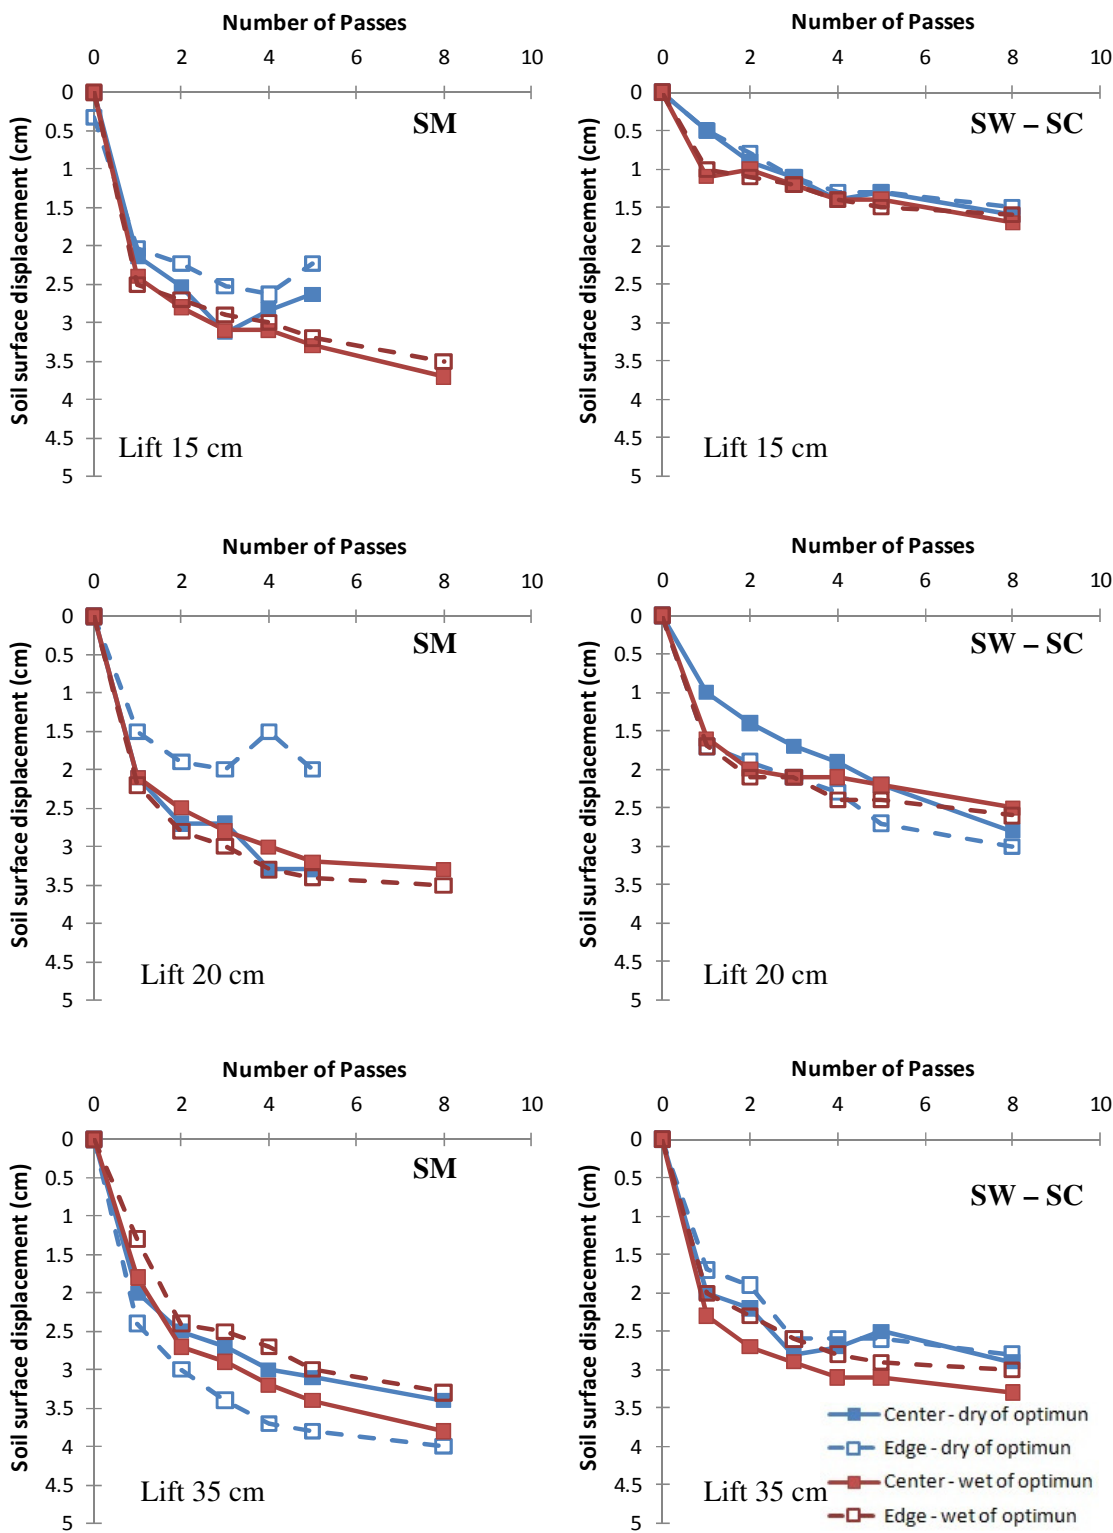 Number of Passes
0 2 4 6 8 10
0
0.5
1
1.5
2
2.5
3
3.5
4
4.5
5
Soil surface displacement (cm)
SM
Lift 15 cm
Number of Passes
0 2 4 6 8 10
0
0.5
1
1.5
2
2.5
3
3.5
4
4.5
5
Soil surface displacement (cm)
SW – SC
Lift 15 cm
Number of Passes
0 2 4 6 8 10
0
0.5
1
1.5
2
2.5
3
3.5
4
4.5
5
Soil surface displacement (cm)
SM
Lift 20 cm
Number of Passes
0 2 4 6 8 10
0
0.5
1
1.5
2
2.5
3
3.5
4
4.5
5
Soil surface displacement (cm)
SW – SC
Lift 20 cm
Number of Passes
0 2 4 6 8 10
0
0.5
1
1.5
2
2.5
3
3.5
4
4.5
5
Soil surface displacement (cm)
SM
Lift 35 cm
Number of Passes
0 2 4 6 8 10
0
0.5
1
1.5
2
2.5
3
3.5
4
4.5
5
Soil surface displacement (cm)
SW – SC
Lift 35 cm
Center - dry of optimun
Edge - dry of optimun
Center - wet of optimun
Edge - wet of optimun